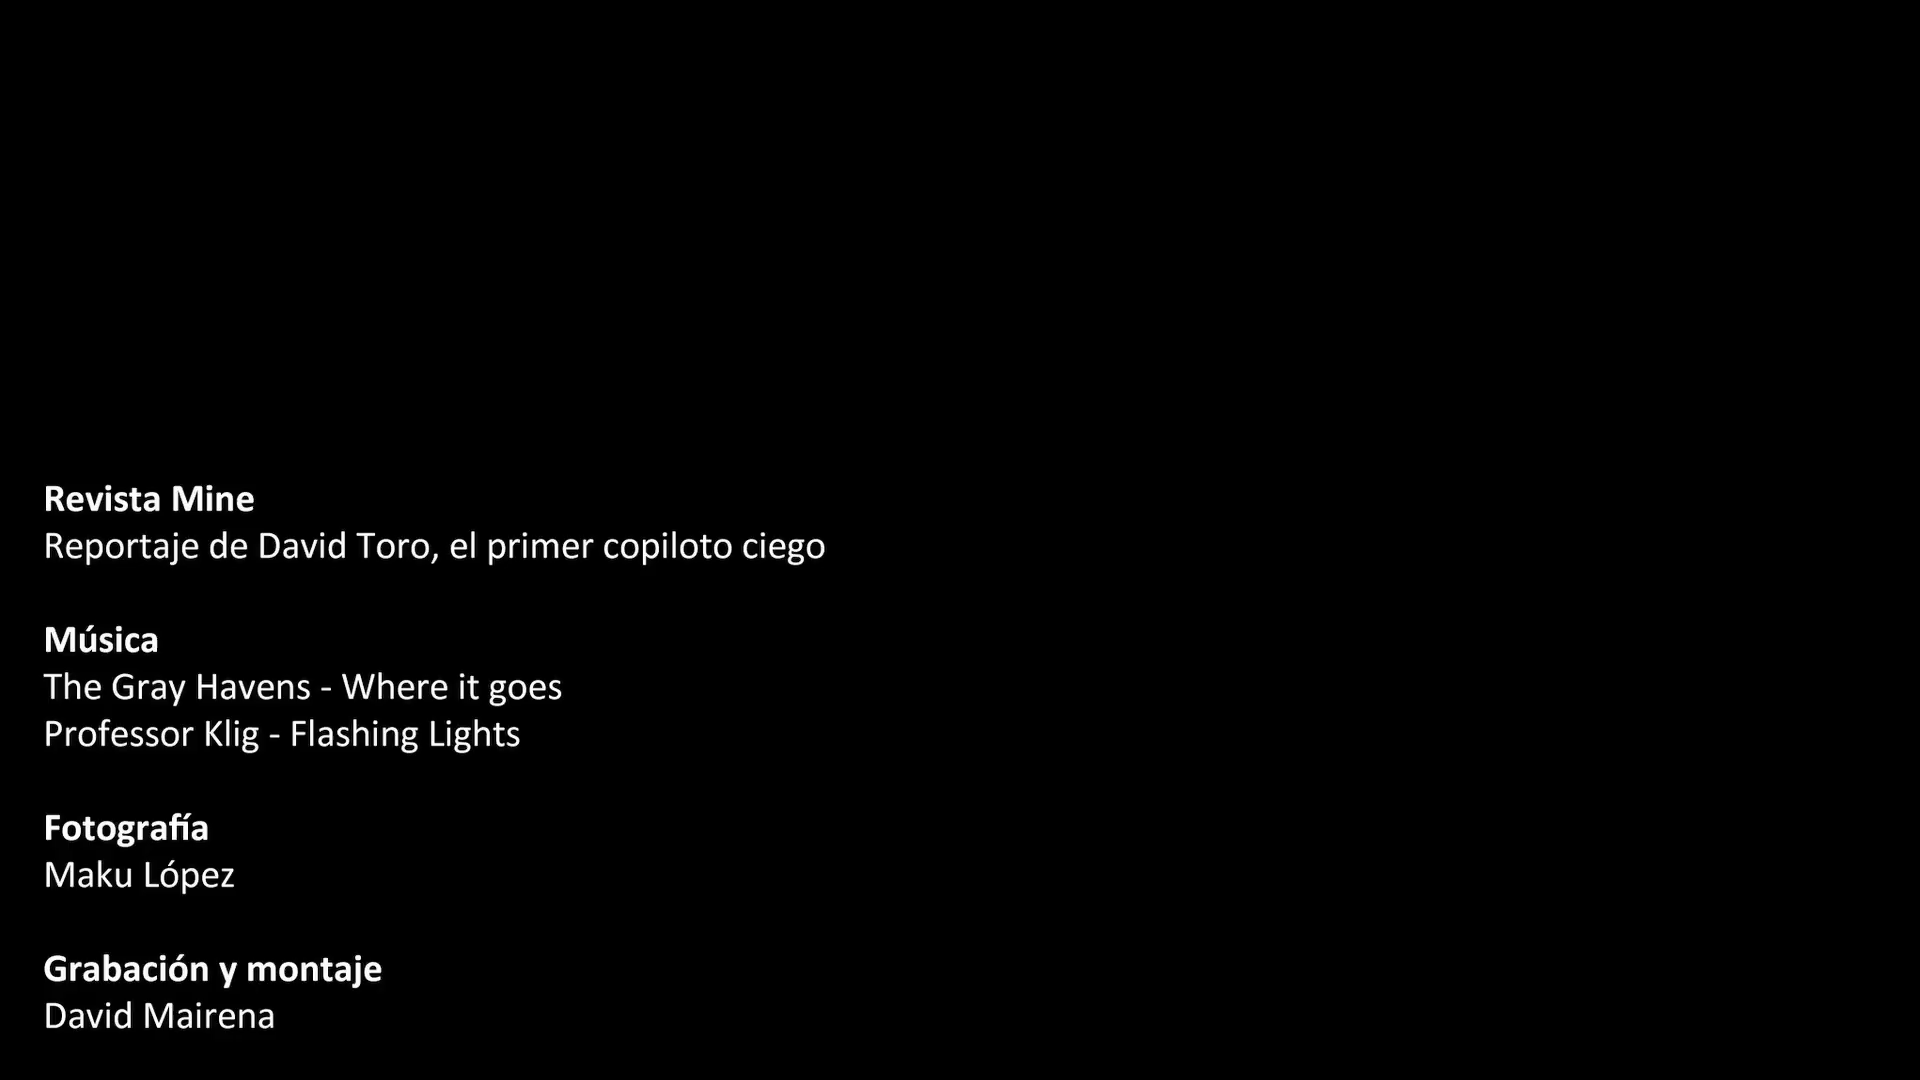 Revista Mine
Reportaje de David Toro, el primer copiloto ciego
Música
The Gray Havens - Where it goes
Professor Klig - Flashing Lights
Fotografía
Maku López
Grabación y montaje
David Mairena